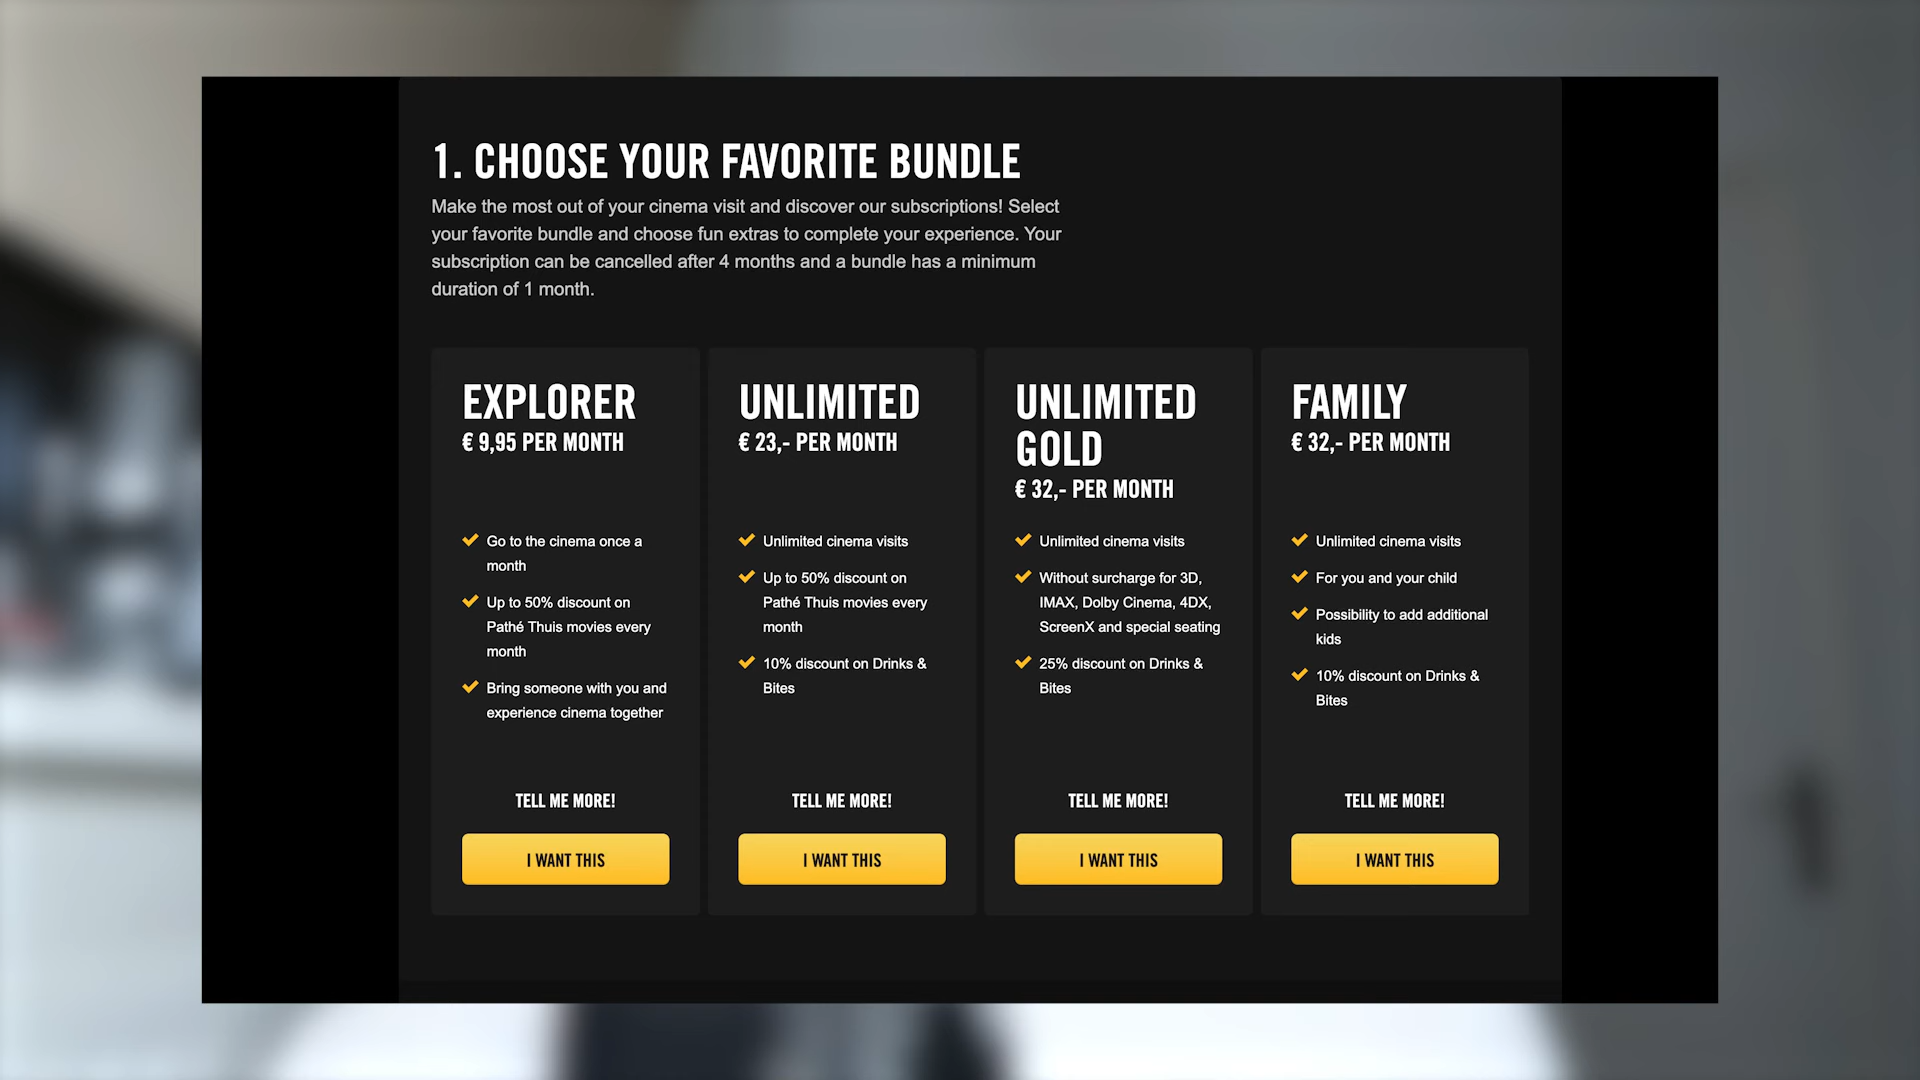 1. CHOOSE YOUR FAVORITE BUNDLE
Make the most out of your cinema visit and discover our subscriptions! Select
your favorite bundle and choose fun extras to complete your experience. Your
subscription can be cancelled after 4 months and a bundle has a minimum
duration of 1 month.
EXPLORER
€ 9,95 PER MONTH
Go to the cinema once a
month
Up to 50% discount on
Pathé Thuis movies every
month
Bring someone with you and
experience cinema together
TELL ME MORE!
I WANT THIS
UNLIMITED
€ 23,- PER MONTH
Unlimited cinema visits
Up to 50% discount on
Pathé Thuis movies every
month
10% discount on Drinks &
Bites
TELL ME MORE!
I WANT THIS
UNLIMITED
GOLD
€ 32,- PER MONTH
Unlimited cinema visits
Without surcharge for 3D,
IMAX, Dolby Cinema, 4DX,
ScreenX and special seating
25% discount on Drinks &
Bites
TELL ME MORE!
I WANT THIS
FAMILY
€ 32,- PER MONTH
Unlimited cinema visits
For you and your child
Possibility to add additional
kids
10% discount on Drinks &
Bites
TELL ME MORE!
I WANT THIS